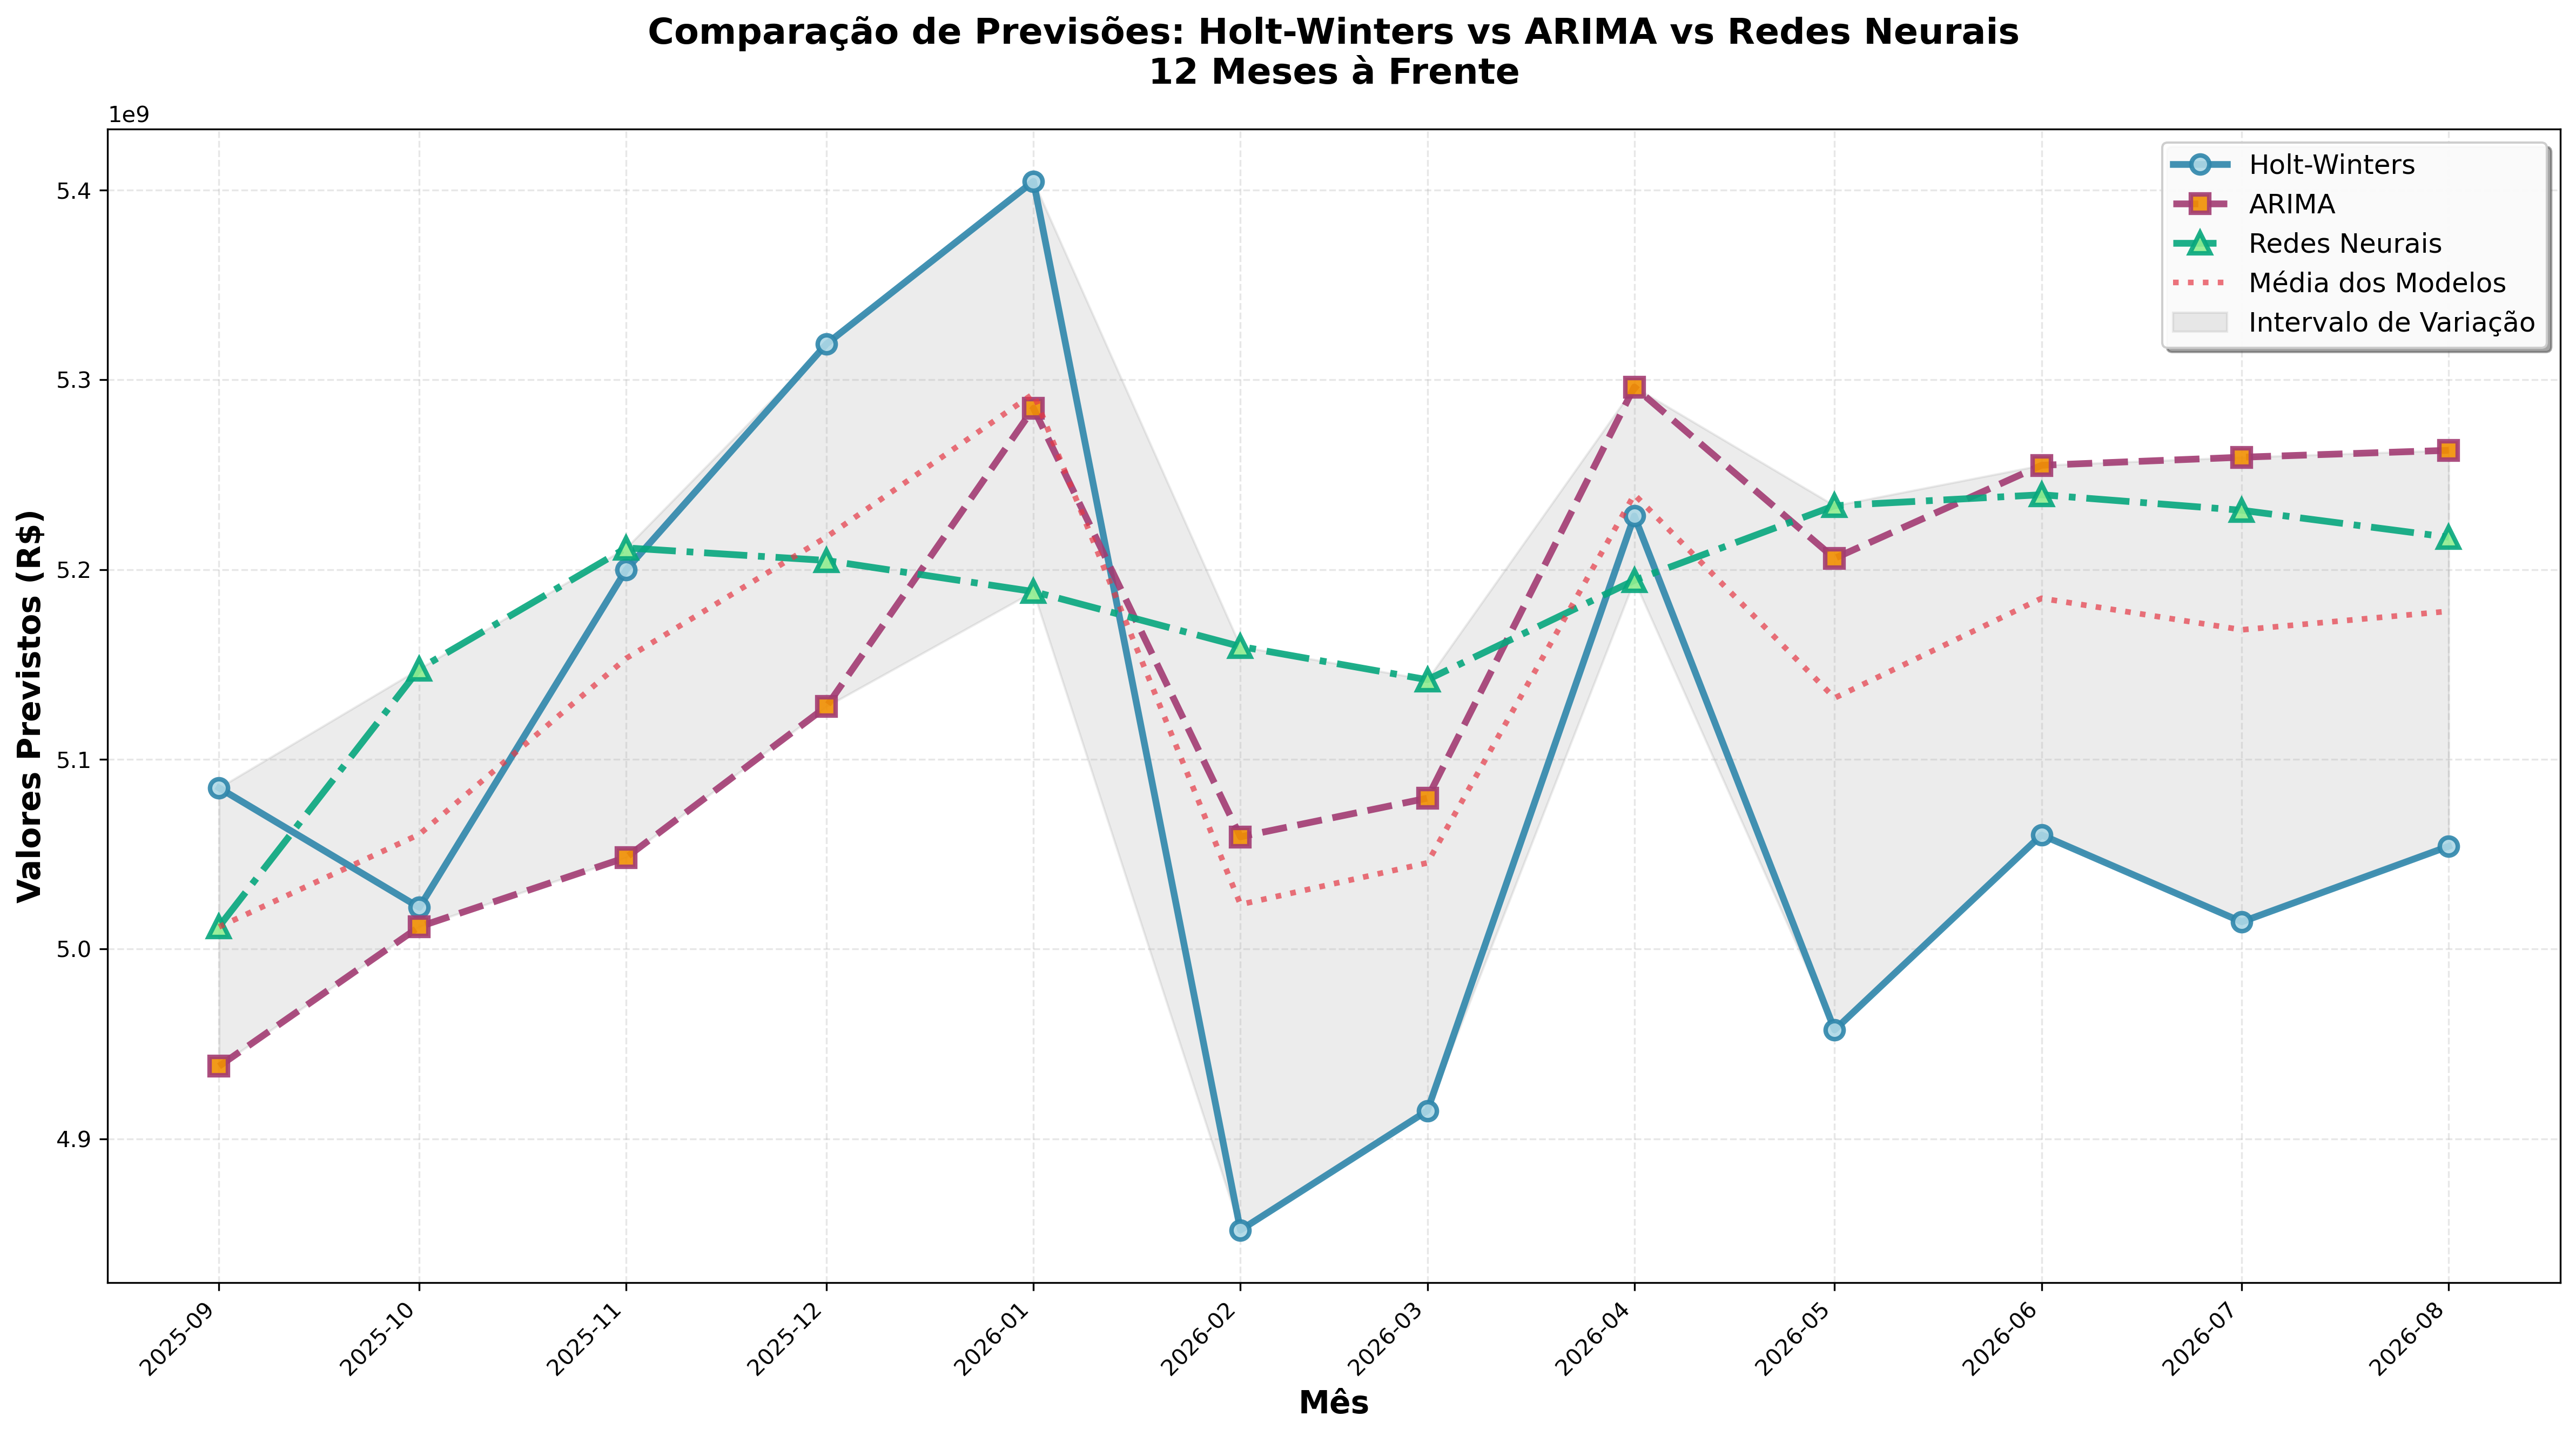 Comparação de Previsões: Holt-Winters vs ARIMA vs Redes Neurais
12 Meses à Frente
1e9
Holt-Winters
ARIMA
Redes Neurais
Média dos Modelos
Intervalo de Variação
Valores Previstos (R$)
5.4
5.3
5.2
5.1
5.0
4.9
2025-09
2025-10
2025-11
2025-12
2026-01
2026-02
2026-03
2026-04
2026-05
2026-06
2026-07
2026-08
Mês